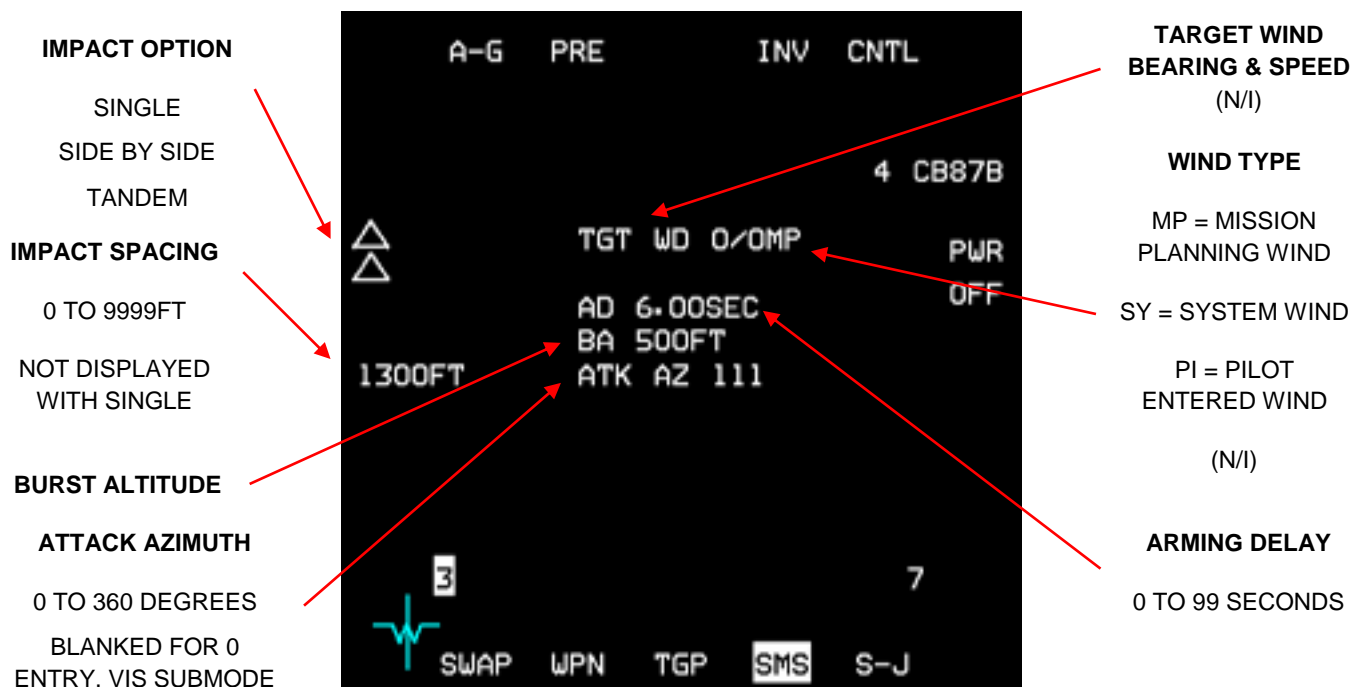 IMPACT OPTION
SINGLE
SIDE BY SIDE
TANDEM
IMPACT SPACING
0 TO 9999FT
NOT DISPLAYED
WITH SINGLE
BURST ALTITUDE
ATTACK AZIMUTH
0 TO 360 DEGREES
BLANKED FOR 0
ENTRY, VIS SUBMODE
A-G PRE INV CNTL
4 CB87B
TGT WD 0/0MP
PWR
OFF
AD 6.00SEC
BA 500FT
1300FT ATK AZ 111
3 7
SWAP WPN TGP SMS S-J
TARGET WIND
BEARING & SPEED
(N/I)
WIND TYPE
MP = MISSION
PLANNING WIND
SY = SYSTEM WIND
PI = PILOT
ENTERED WIND
(N/I)
ARMING DELAY
0 TO 99 SECONDS